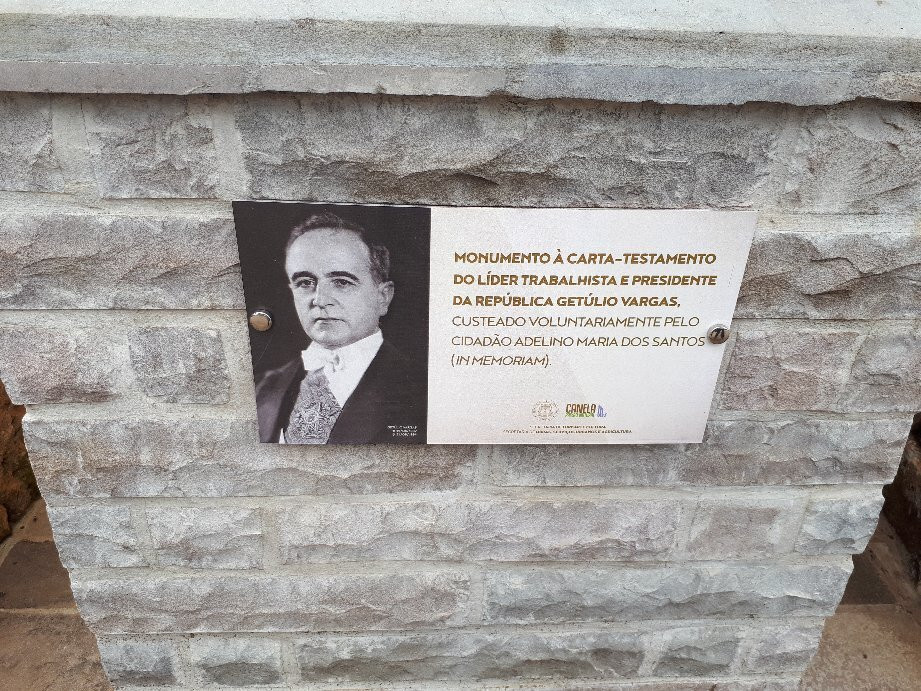 MONUMENTO À CARTA-TESTAMENTO
DO LÍDER TRABALHISTA E PRESIDENTE
DA REPÚBLICA GETÚLIO VARGAS,
CUSTEADO VOLUNTARIAMENTE PELO
CIDADÃO ADELINO MARIA DOS SANTOS
(IN MEMORIAM).
CANELA